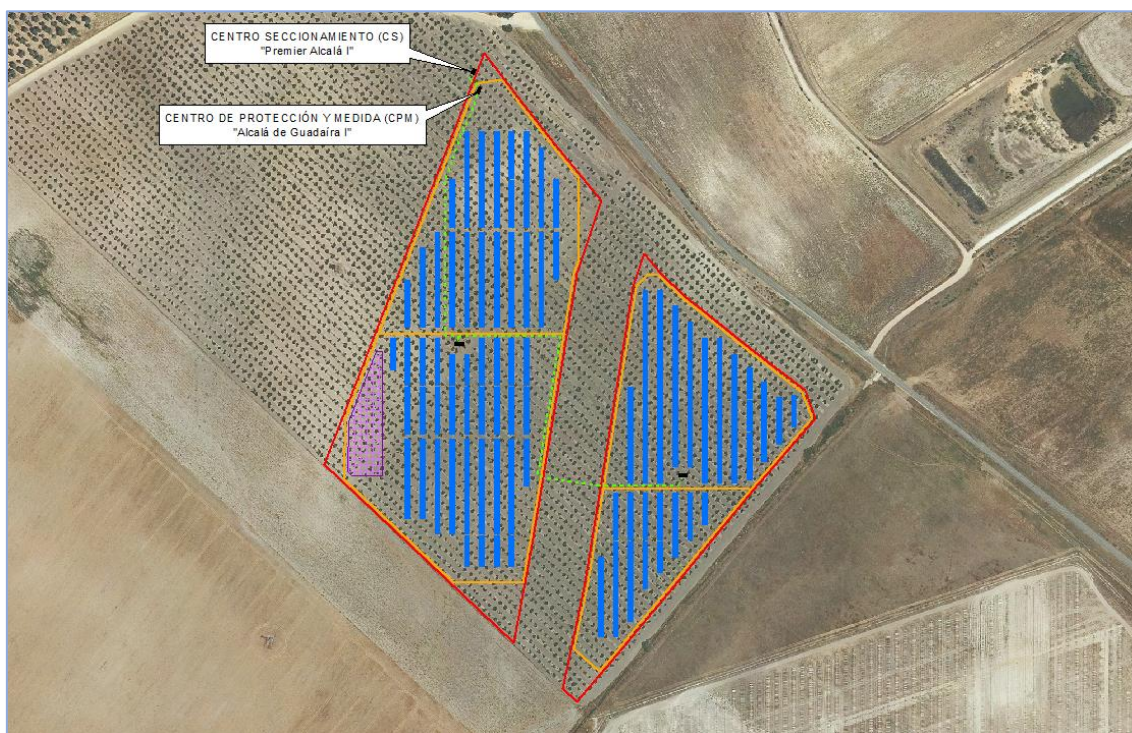 CENTRO SECCIONAMIENTO (CS)
"Premier Alcalá I"
CENTRO DE PROTECCIÓN Y MEDIDA (CPM)
"Alcalá de Guadaíra I"